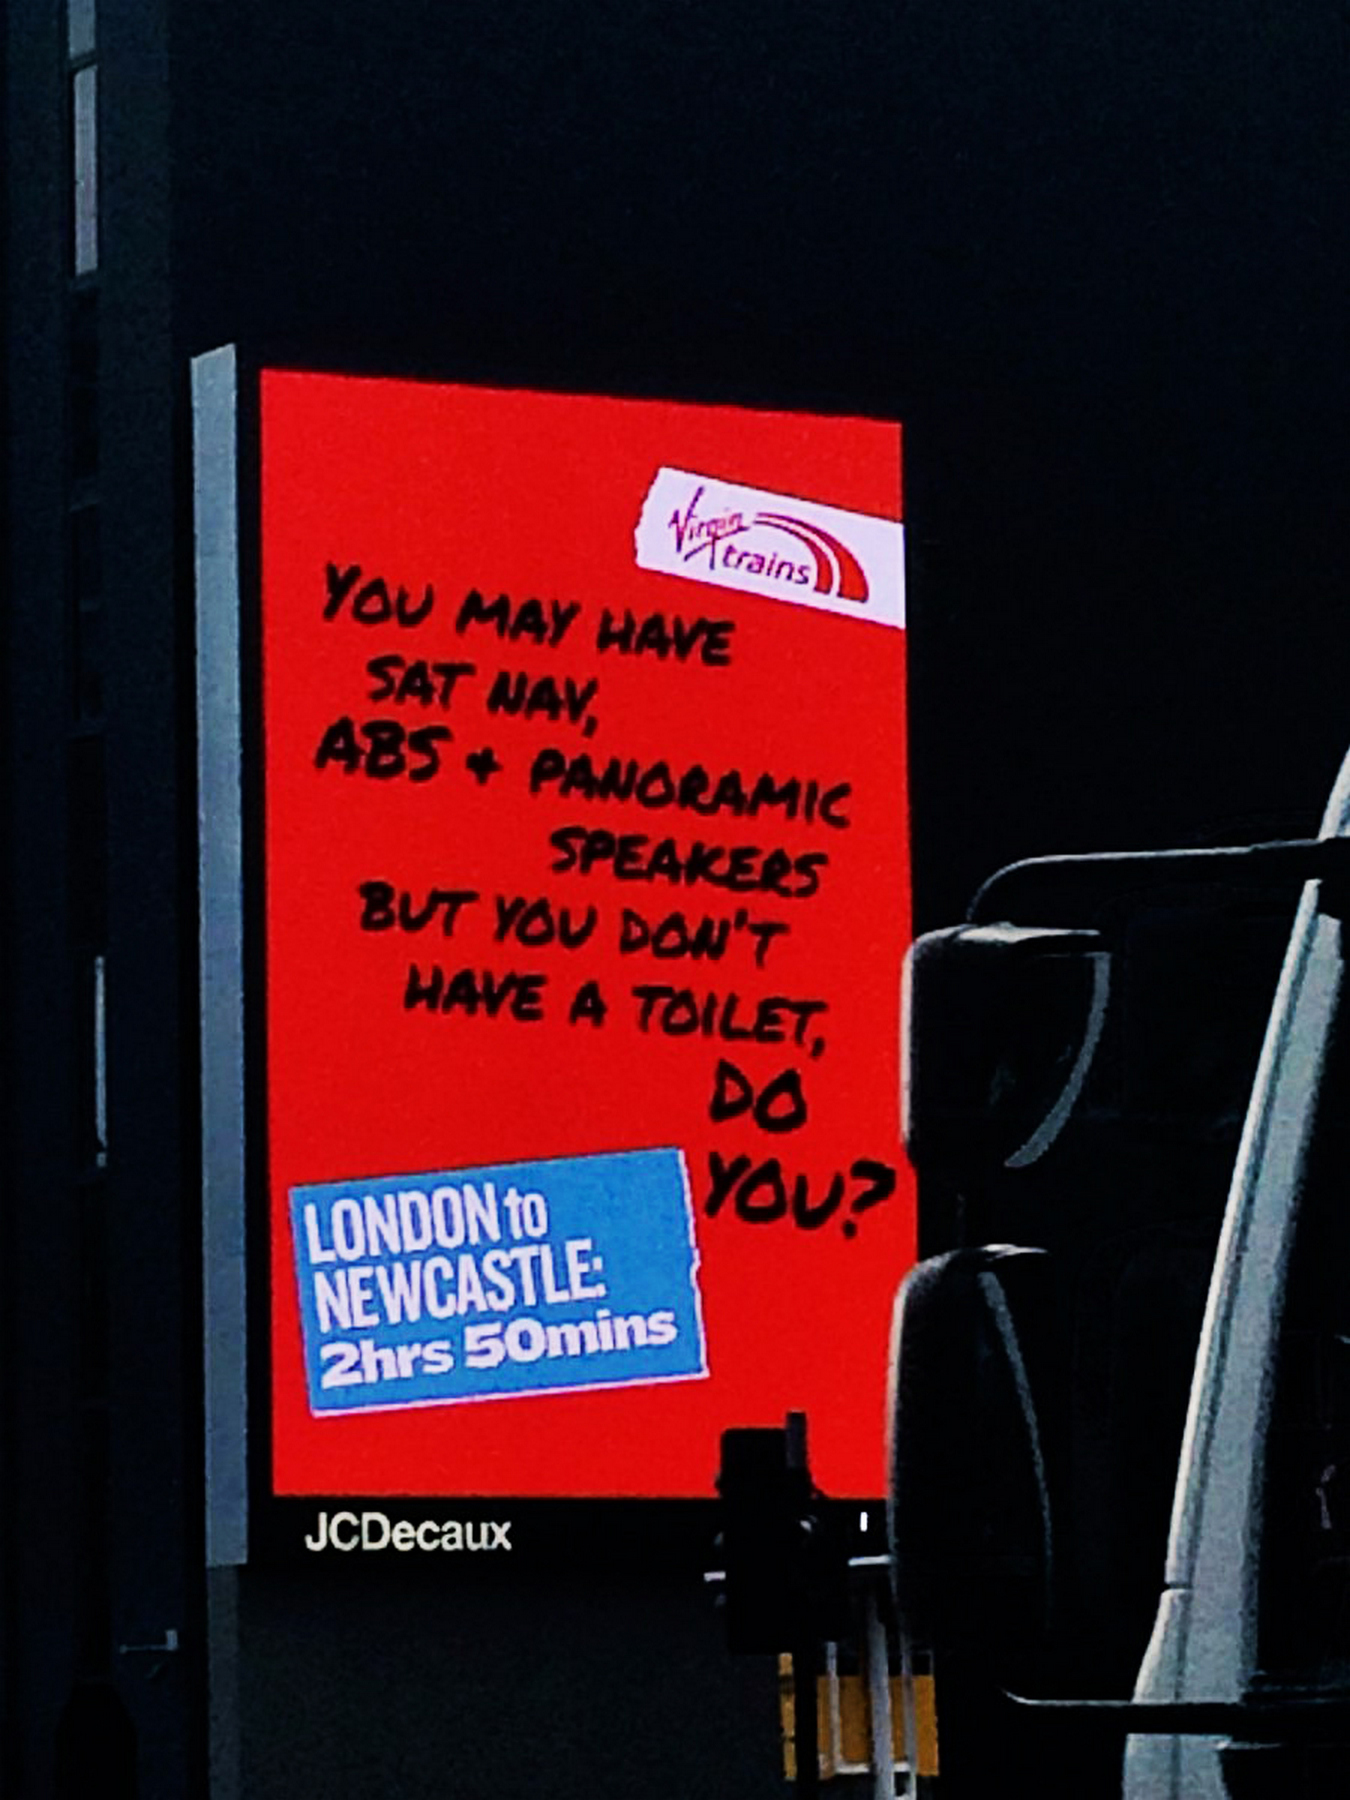 Virgin
trains
YOU MAY HAVE
SAT NAV,
ABS + PANORAMIC
SPEAKERS
BUT YOU DON'T
HAVE A TOILET,
DO
YOU?
LONDON to
NEWCASTLE:
2hrs 50mins
JCDecaux